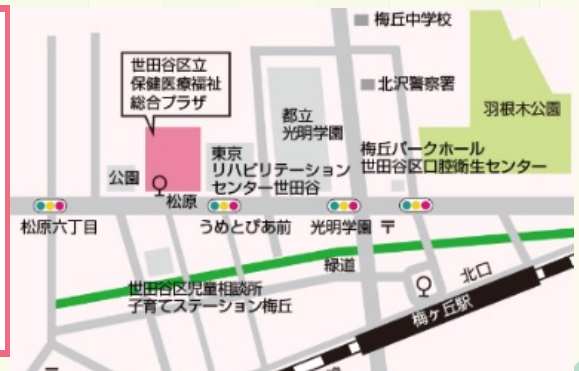 梅丘中学校
世田谷区立
保健医療福祉
総合プラザ
北沢警察署
羽根木公園
都立
光明学園
梅丘パークホール
世田谷区口腔衛生センター
東京
リハビリテーション
センター世田谷
公園
松原
松原六丁目
うめとぴあ前
光明学園
〒
緑道
世田谷区児童相談所
子育てステーション梅丘
北口
梅ヶ丘駅